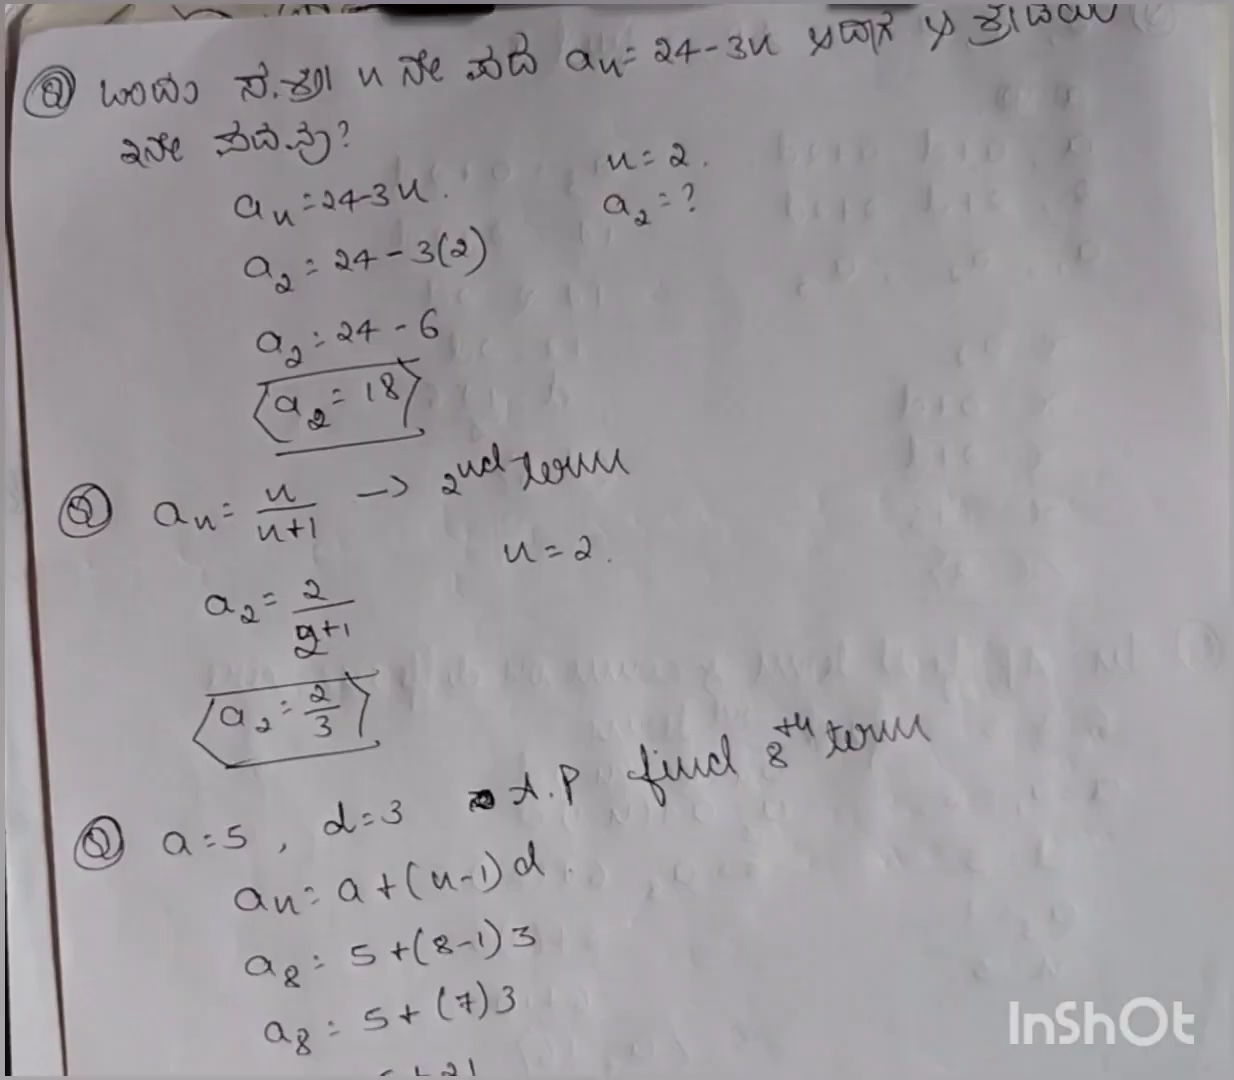 Q ಒಂದು ಸ.ಶ್ರೇ n ನೇ ಪದ aₙ = 24-3n ಆದಾಗ ಆ ಶ್ರೇಢಿಯ
2ನೇ ಪದವು?
aₙ = 24-3n. n = 2.
a₂ = 24 - 3(2) a₂ = ?
a₂ = 24 - 6
a₂ = 18
Q aₙ = n/n+1 → 2nd term
n = 2.
a₂ = 2/2+1
a₂ = 2/3
Q a = 5, d = 3 A.P find 8th term
aₙ = a + (n-1) d.
a₈ = 5 + (8-1) 3
a₈ = 5 + (7) 3
InShOt